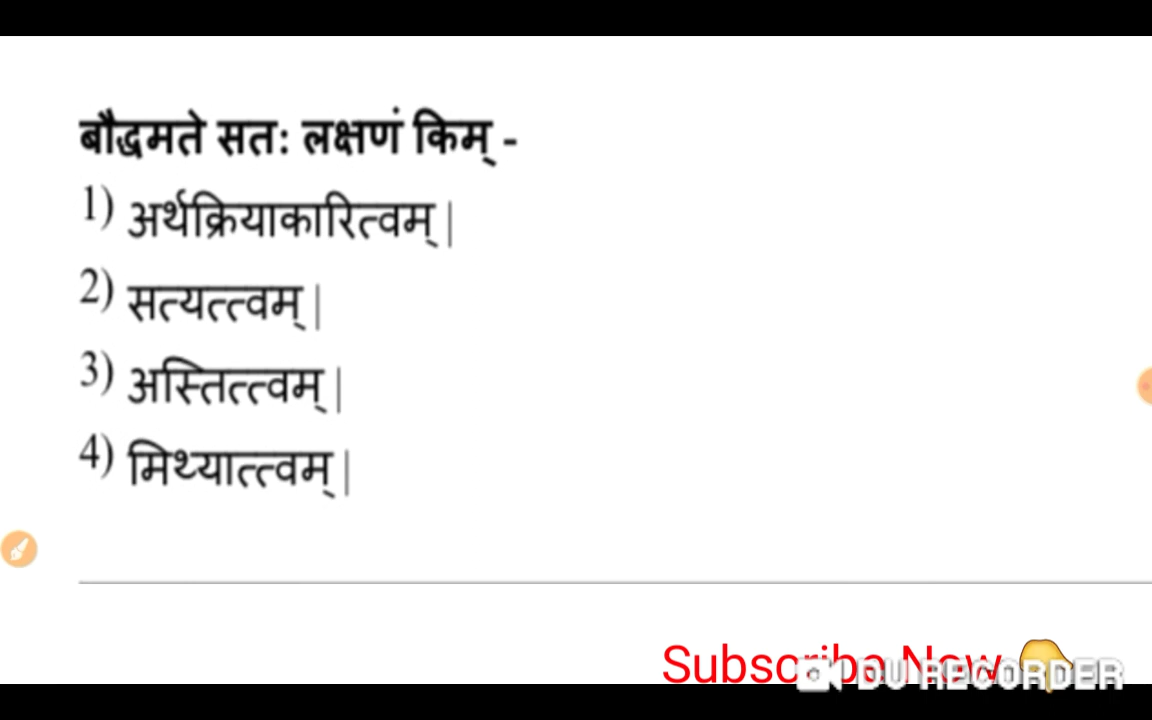 बौद्धमते सत: लक्षणं किम् -
1) अर्थक्रियाकारित्वम् |
2) सत्यत्त्वम् |
3) अस्तित्त्वम् |
4) मिथ्यात्त्वम् |
Subscribe Now
DU RECORDER